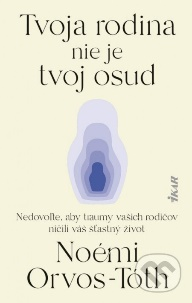 Tvoja rodina
nie je
tvoj osud
IKAR
Nedovoľte, aby traumy vašich rodičov
ničili váš šťastný život
Noémi
Orvos-Tóth
martinus